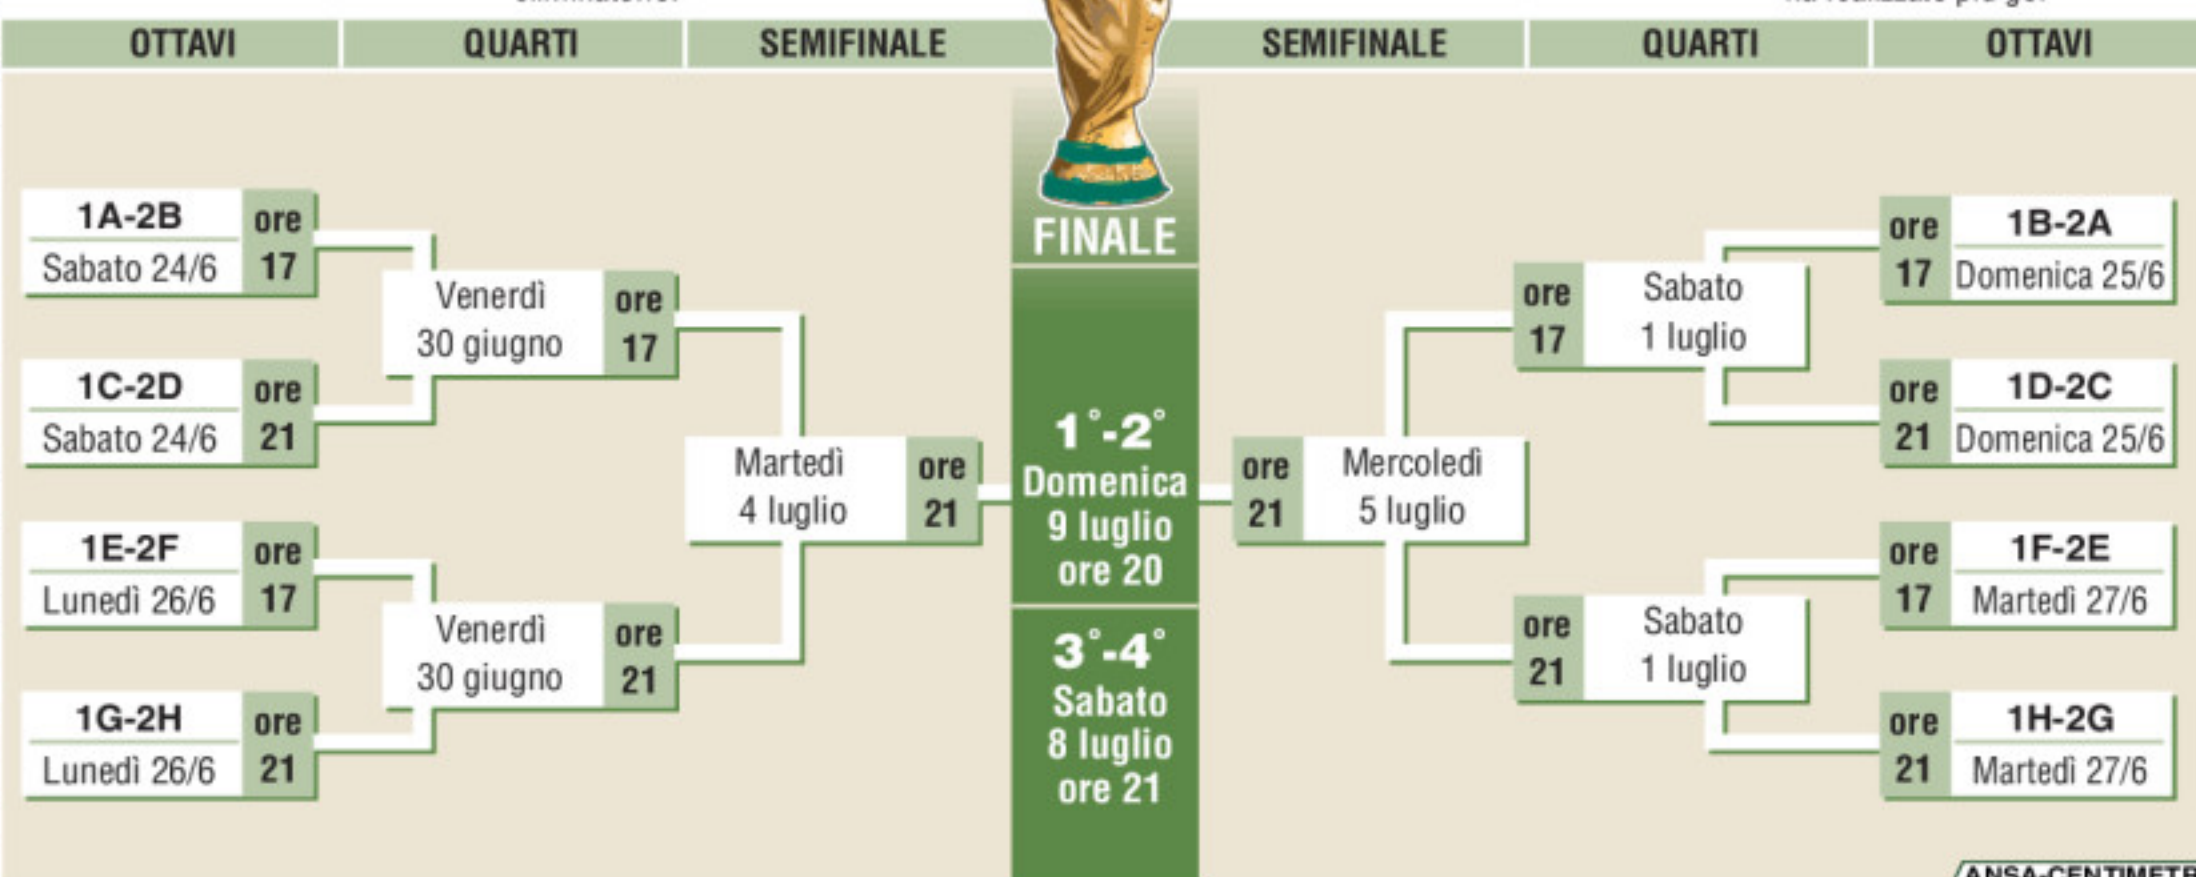 OTTAVI
QUARTI
SEMIFINALE
SEMIFINALE
QUARTI
OTTAVI
1A-2B
Sabato 24/6
ore
17
1C-2D
Sabato 24/6
ore
21
1E-2F
Lunedì 26/6
ore
17
1G-2H
Lunedì 26/6
ore
21
Venerdì
30 giugno
ore
17
Venerdì
30 giugno
ore
21
Martedì
4 luglio
ore
21
FINALE
1°-2°
Domenica
9 luglio
ore 20
3°-4°
Sabato
8 luglio
ore 21
ore
21
Mercoledì
5 luglio
ore
17
Sabato
1 luglio
ore
21
Sabato
1 luglio
ore
17
1B-2A
Domenica 25/6
ore
21
1D-2C
Domenica 25/6
ore
17
1F-2E
Martedì 27/6
ore
21
1H-2G
Martedì 27/6